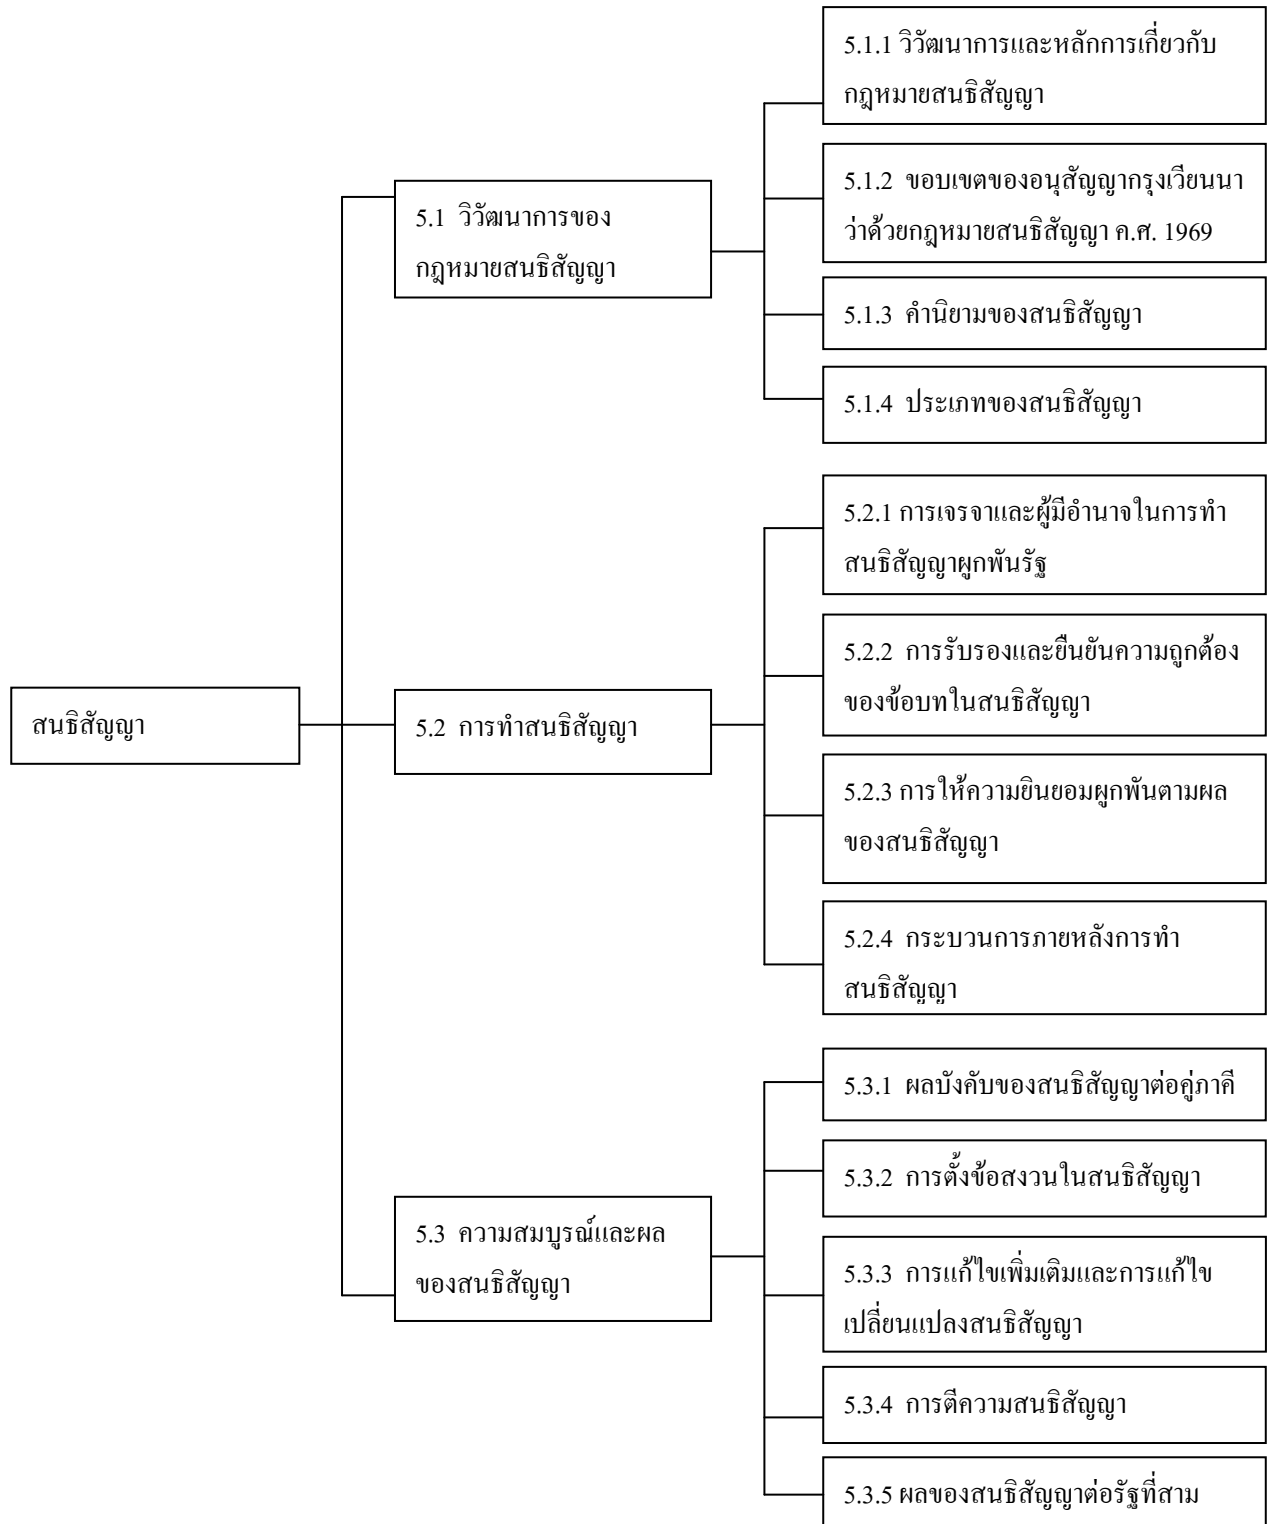 สนธิสัญญา
5.1 วิวัฒนาการของ
กฎหมายสนธิสัญญา
5.1.1 วิวัฒนาการและหลักการเกี่ยวกับ
กฎหมายสนธิสัญญา
5.1.2 ขอบเขตของอนุสัญญากรุงเวียนนา
ว่าด้วยกฎหมายสนธิสัญญา ค.ศ. 1969
5.1.3 คำนิยามของสนธิสัญญา
5.1.4 ประเภทของสนธิสัญญา
5.2 การทำสนธิสัญญา
5.2.1 การเจรจาและผู้มีอำนาจในการทำ
สนธิสัญญาผูกพันรัฐ
5.2.2 การรับรองและยืนยันความถูกต้อง
ของข้อบทในสนธิสัญญา
5.2.3 การให้ความยินยอมผูกพันตามผล
ของสนธิสัญญา
5.2.4 กระบวนการภายหลังการทำ
สนธิสัญญา
5.3 ความสมบูรณ์และผล
ของสนธิสัญญา
5.3.1 ผลบังคับของสนธิสัญญาต่อคู่ภาคี
5.3.2 การตั้งข้อสงวนในสนธิสัญญา
5.3.3 การแก้ไขเพิ่มเติมและการแก้ไข
เปลี่ยนแปลงสนธิสัญญา
5.3.4 การตีความสนธิสัญญา
5.3.5 ผลของสนธิสัญญาต่อรัฐที่สาม